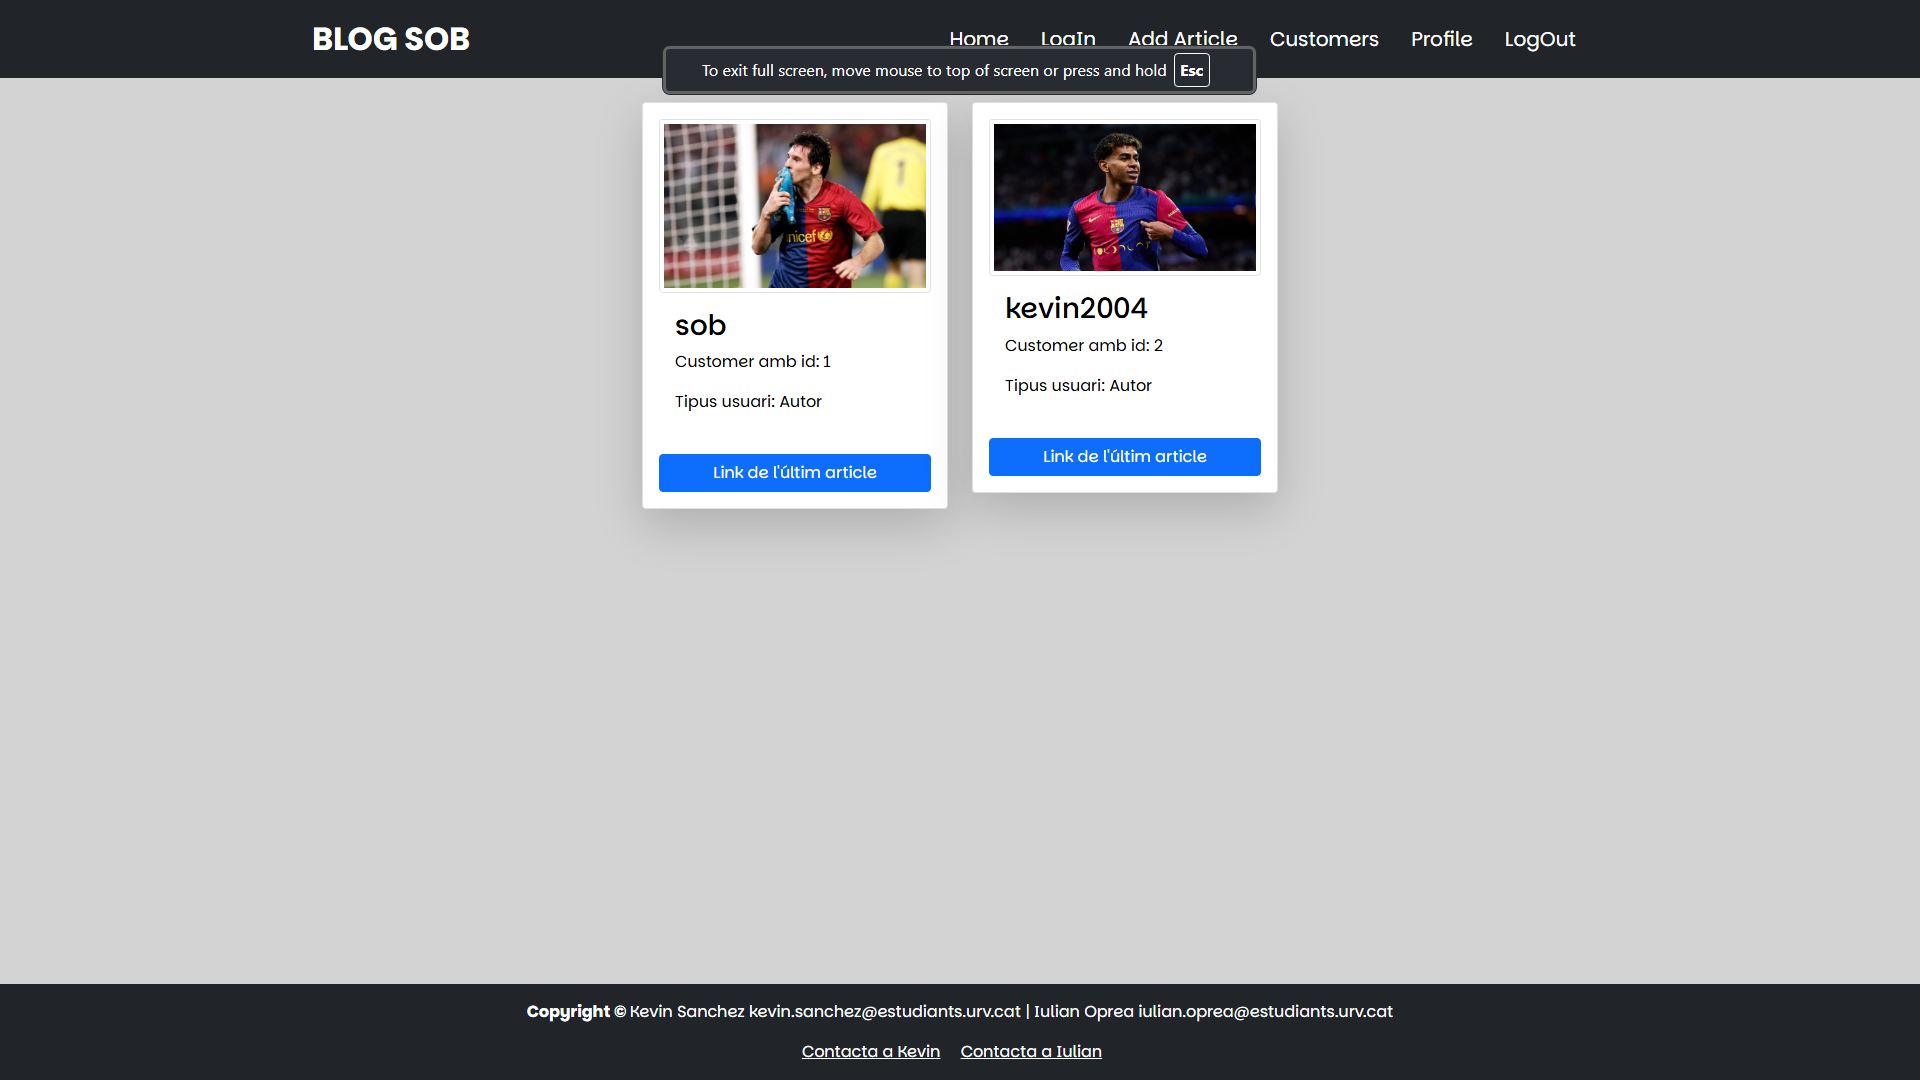 BLOG SOB
Home LogIn Add Article Customers Profile LogOut
To exit full screen, move mouse to top of screen or press and hold Esc
unicef
1
sob
Customer amb id: 1
Tipus usuari: Autor
Link de l'últim article
kevin2004
Customer amb id: 2
Tipus usuari: Autor
Link de l'últim article
Copyright © Kevin Sanchez kevin.sanchez@estudiants.urv.cat | Iulian Oprea iulian.oprea@estudiants.urv.cat
Contacta a Kevin Contacta a Iulian